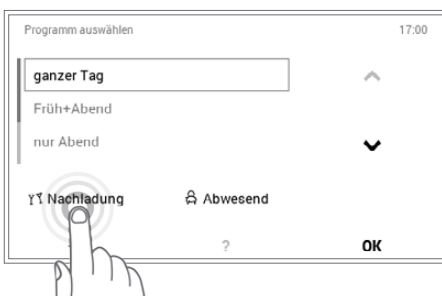 Programm auswählen 17:00
ganzer Tag
Früh+Abend
nur Abend
Nachladung Abwesend
? OK